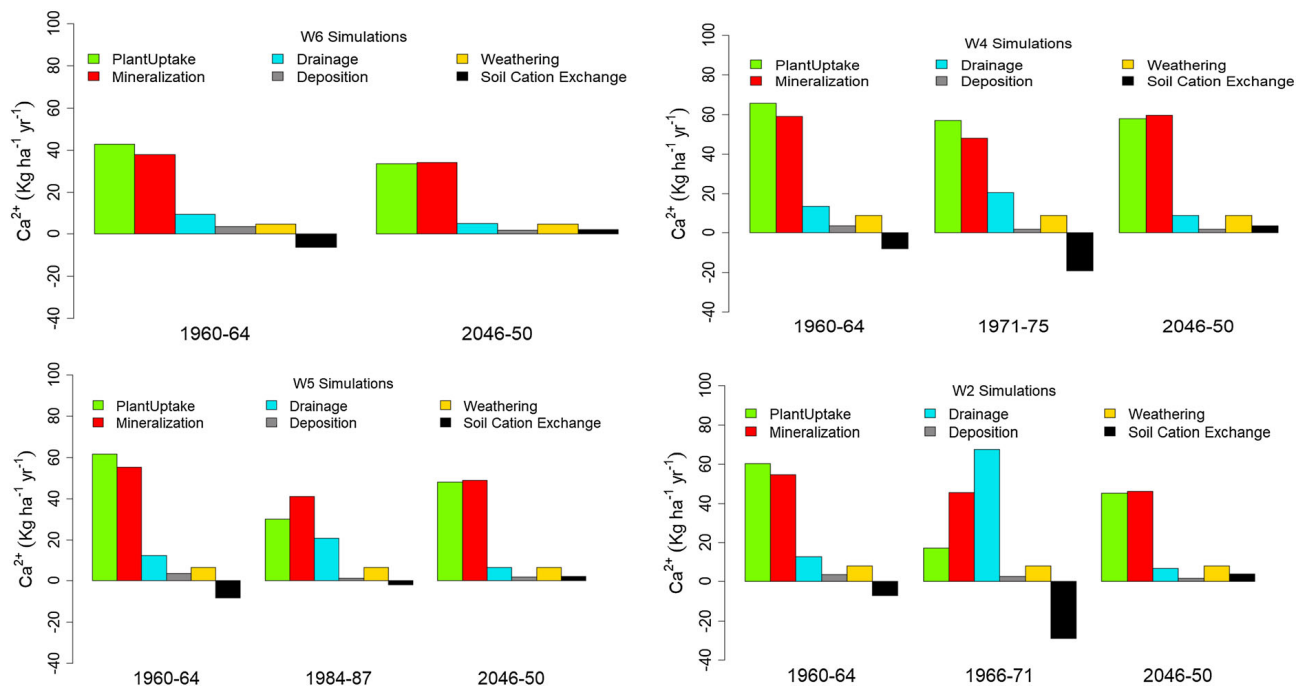 W6 Simulations
PlantUptake Drainage Weathering
Mineralization Deposition Soil Cation Exchange
Ca²⁺ (Kg ha⁻¹ yr⁻¹)
100
80
60
40
20
0
-20
-40
1960-64 2046-50
W4 Simulations
PlantUptake Drainage Weathering
Mineralization Deposition Soil Cation Exchange
Ca²⁺ (Kg ha⁻¹ yr⁻¹)
100
80
60
40
20
0
-20
-40
1960-64 1971-75 2046-50
W5 Simulations
PlantUptake Drainage Weathering
Mineralization Deposition Soil Cation Exchange
Ca²⁺ (Kg ha⁻¹ yr⁻¹)
100
80
60
40
20
0
-20
-40
1960-64 1984-87 2046-50
W2 Simulations
PlantUptake Drainage Weathering
Mineralization Deposition Soil Cation Exchange
Ca²⁺ (Kg ha⁻¹ yr⁻¹)
100
80
60
40
20
0
-20
-40
1960-64 1966-71 2046-50